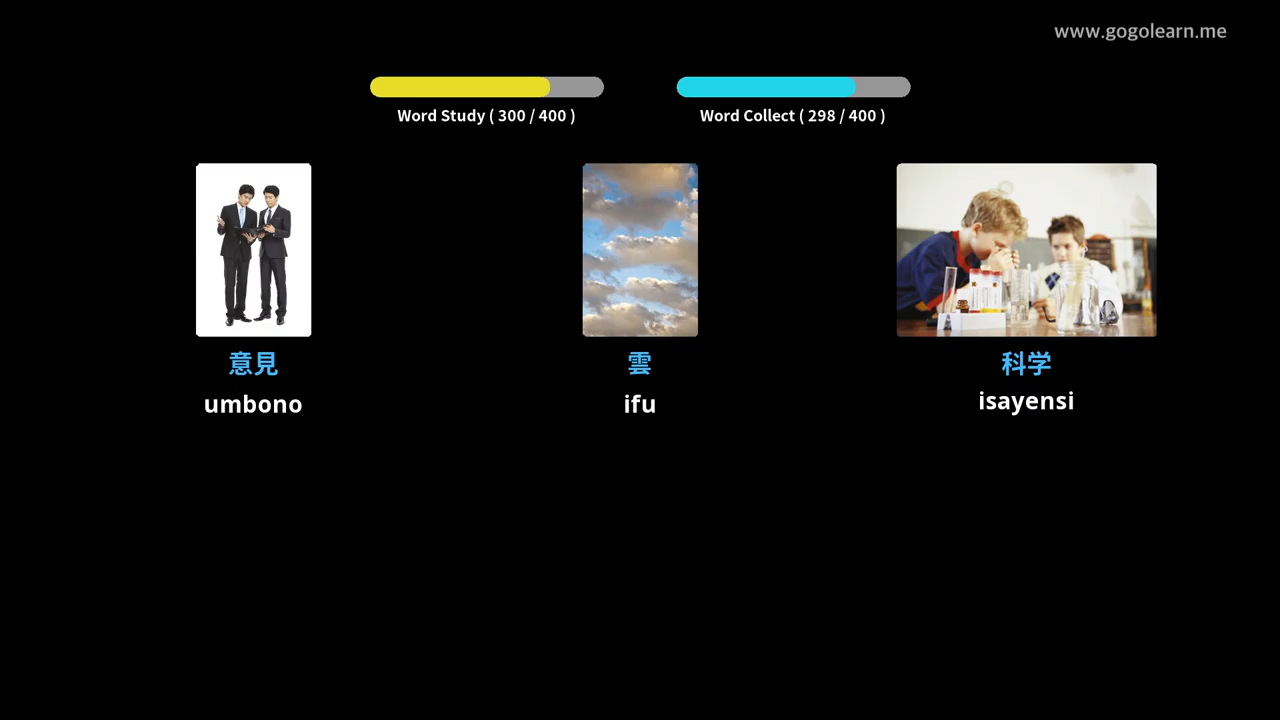 www.gogolearn.me
Word Study ( 300 / 400 )
Word Collect ( 298 / 400 )
意見
umbono
雲
ifu
科学
isayensi